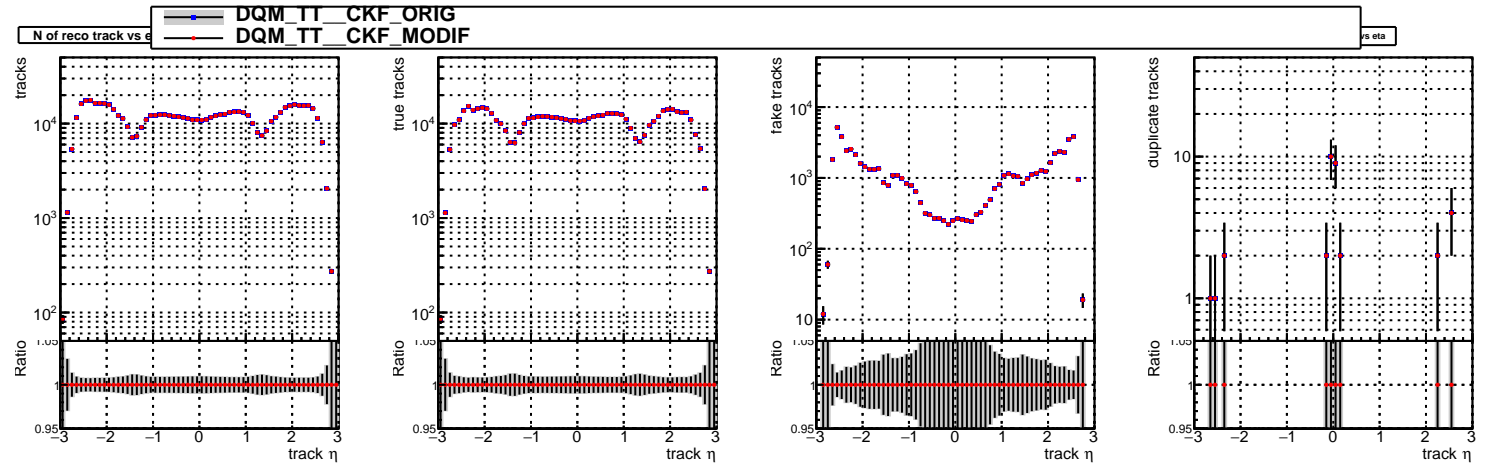 DQM_TT__CKF_ORIG
DQM_TT__CKF_MODIF
N of reco track vs e
vs eta
tracks
10⁴
10³
10²
Ratio
1.05
1
0.95
−3 −2 −1 0 1 2 3
track η
true tracks
10⁴
10³
10²
Ratio
1.05
1
0.95
−3 −2 −1 0 1 2 3
track η
fake tracks
10⁴
10³
10²
10
Ratio
1.05
1
0.95
−3 −2 −1 0 1 2 3
track η
duplicate tracks
10
1
Ratio
1.05
1
0.95
−3 −2 −1 0 1 2 3
track η